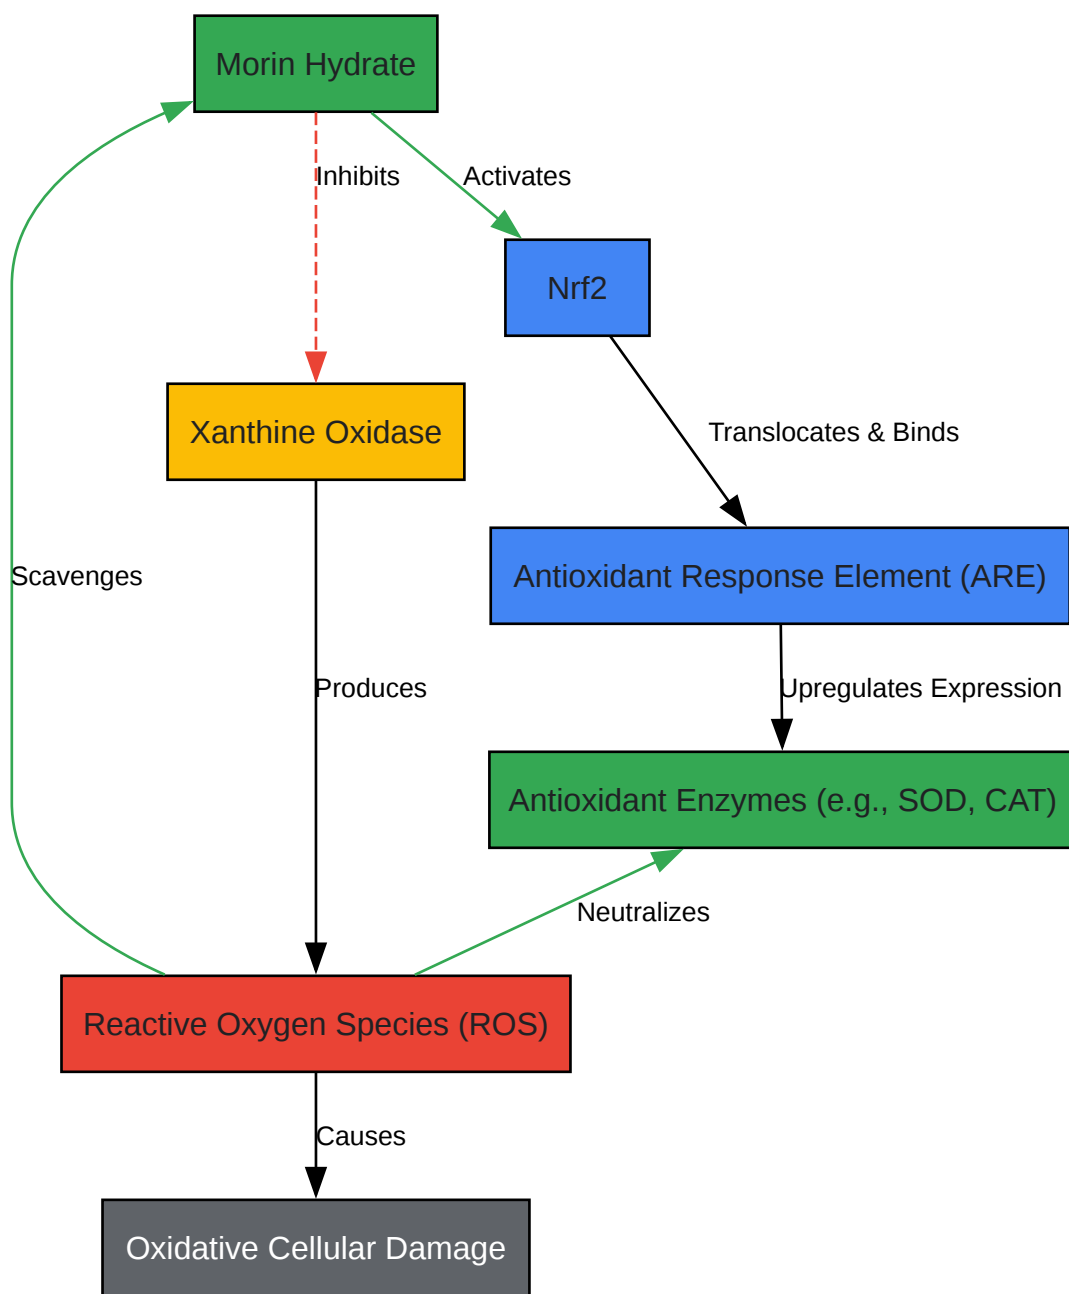 Morin Hydrate
Inhibits
Activates
Nrf2
Xanthine Oxidase
Translocates & Binds
Scavenges
Antioxidant Response Element (ARE)
Produces
Upregulates Expression
Antioxidant Enzymes (e.g., SOD, CAT)
Neutralizes
Reactive Oxygen Species (ROS)
Causes
Oxidative Cellular Damage